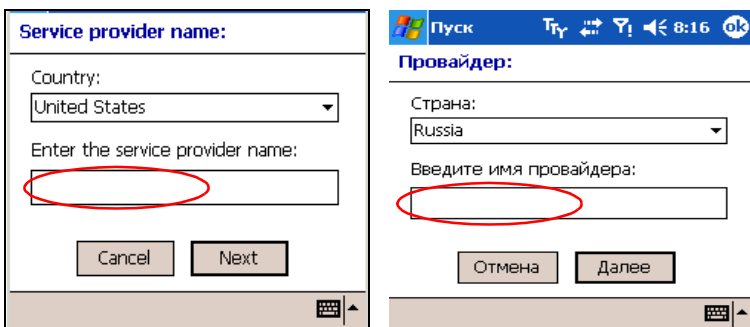 Service provider name:
Country:
United States
Enter the service provider name:
Cancel Next
Пуск TTY 8:16 ok
Провайдер:
Страна:
Russia
Введите имя провайдера:
Отмена Далее